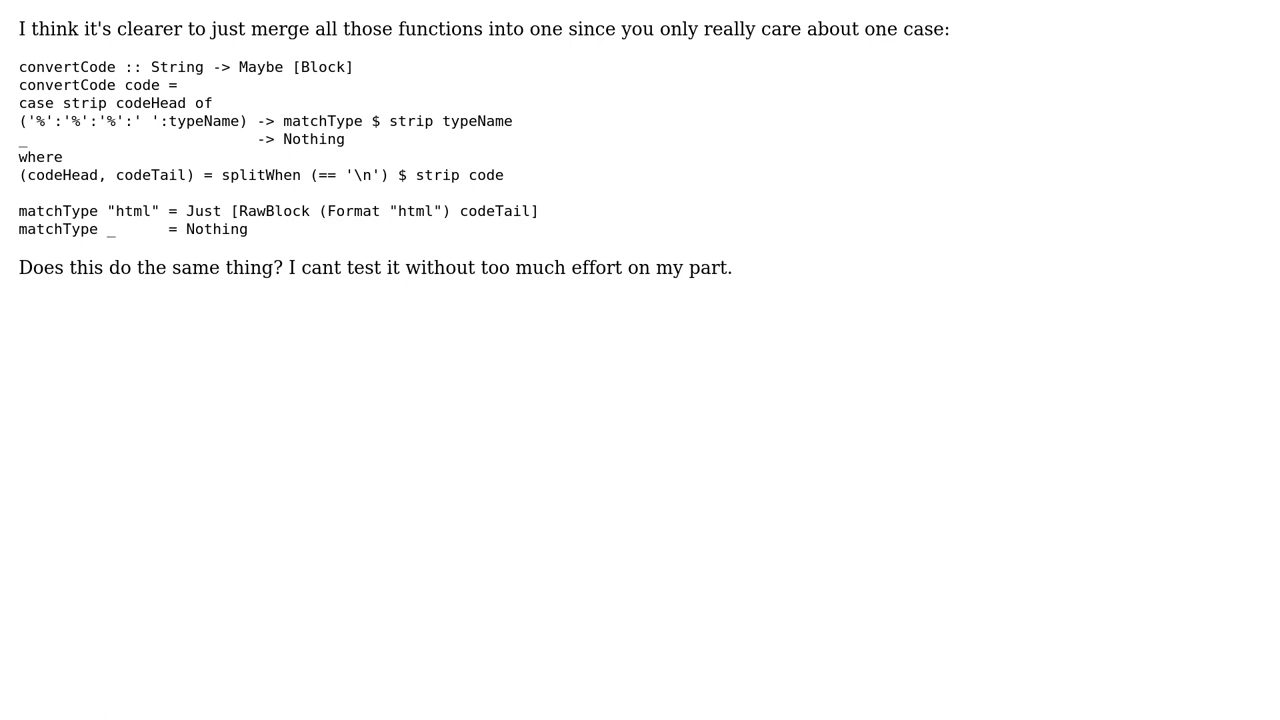 I think it's clearer to just merge all those functions into one since you only really care about one case:
convertCode :: String -> Maybe [Block]
convertCode code =
case strip codeHead of
('%':'%':'%':' ':typeName) -> matchType $ strip typeName
_                          -> Nothing
where
(codeHead, codeTail) = splitWhen (== '\n') $ strip code
matchType "html" = Just [RawBlock (Format "html") codeTail]
matchType _      = Nothing
Does this do the same thing? I cant test it without too much effort on my part.